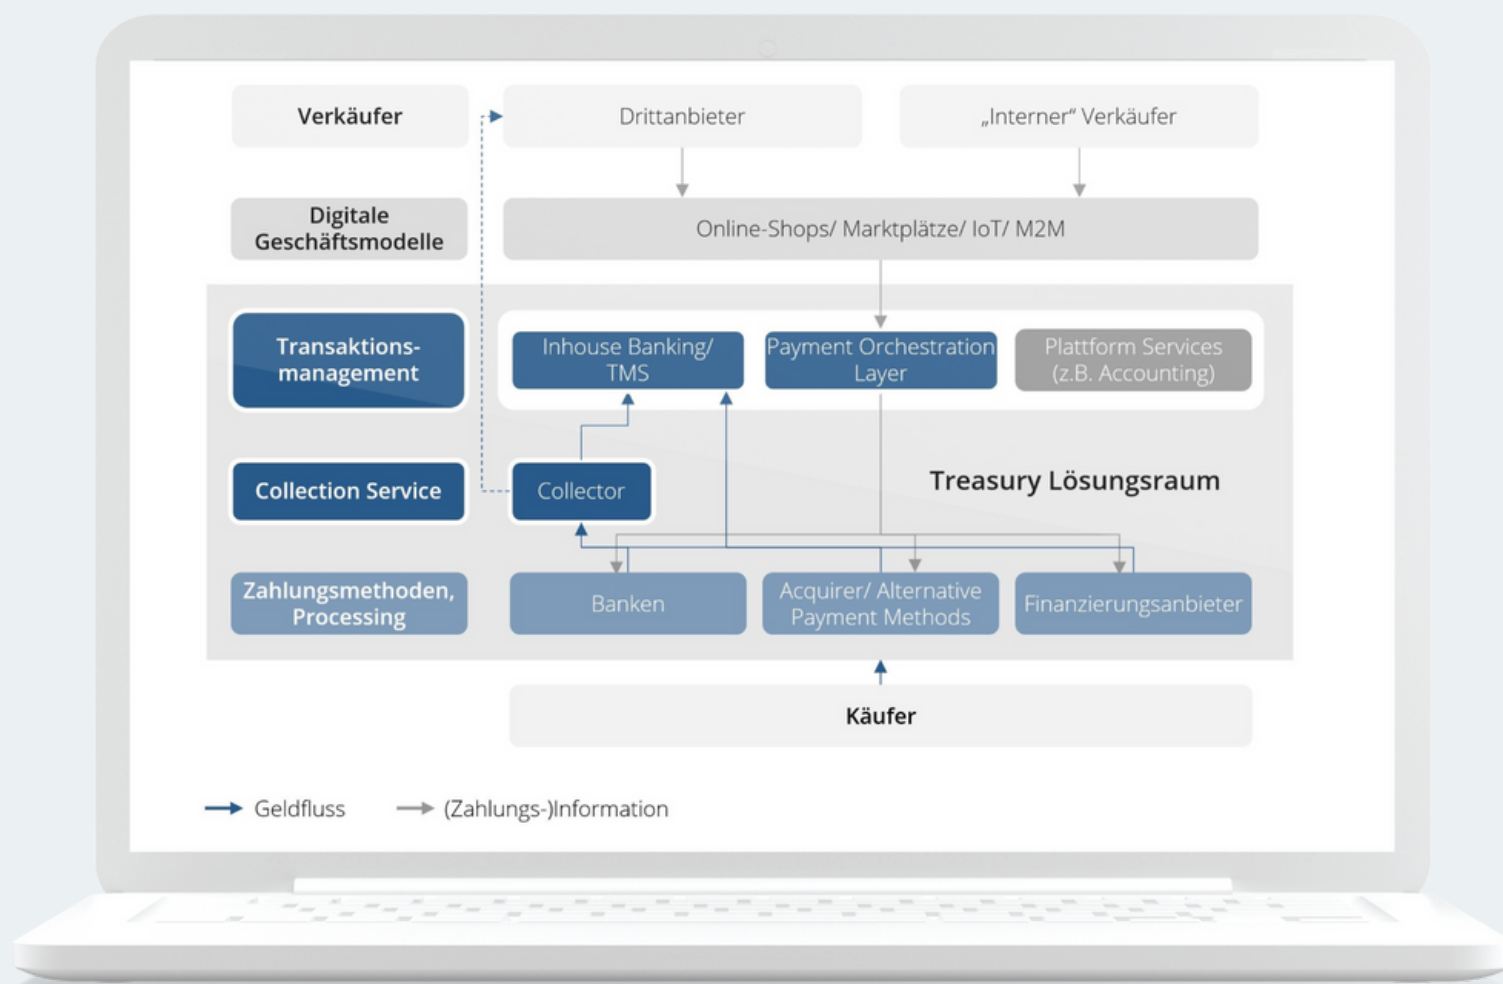 Verkäufer
Drittanbieter
„Interner“ Verkäufer
Digitale
Geschäftsmodelle
Online-Shops/ Marktplätze/ IoT/ M2M
Transaktions-
management
Inhouse Banking/
TMS
Payment Orchestration
Layer
Plattform Services
(z.B. Accounting)
Collection Service
Collector
Treasury Lösungsraum
Zahlungsmethoden,
Processing
Banken
Acquirer/ Alternative
Payment Methods
Finanzierungsanbieter
Käufer
Geldfluss
(Zahlungs-)Information